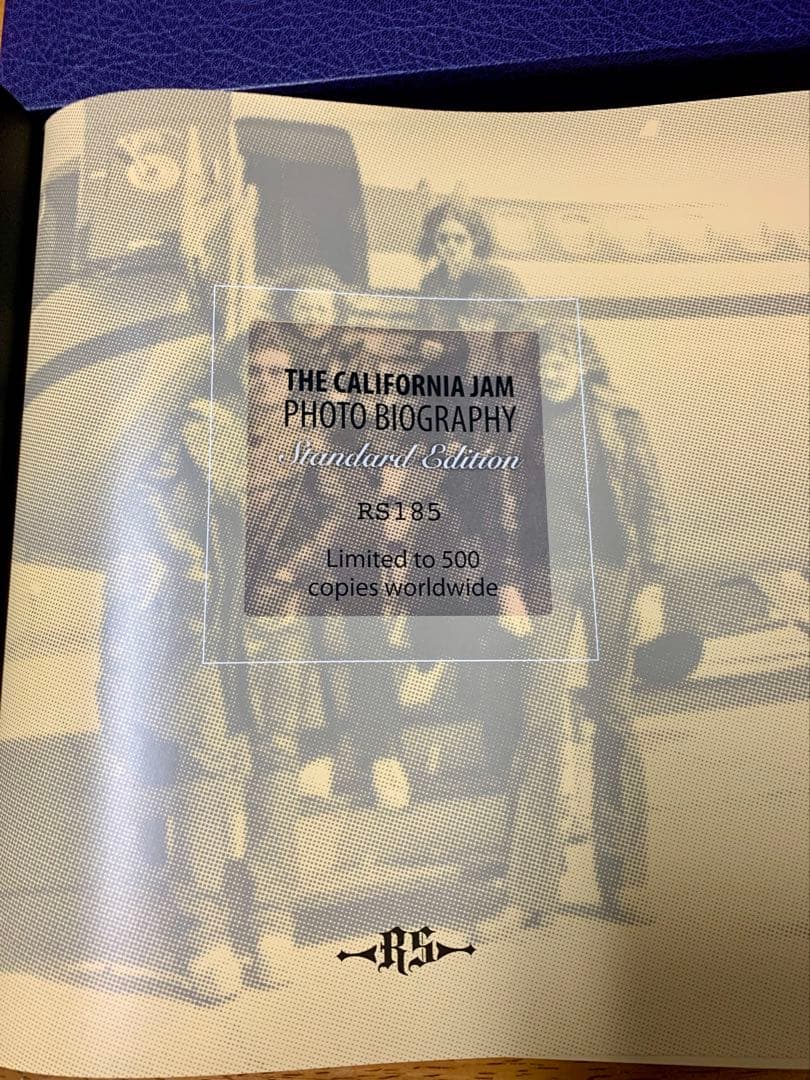 THE CALIFORNIA JAM
PHOTO BIOGRAPHY
Standard Edition
RS185
Limited to 500
copies worldwide
RS